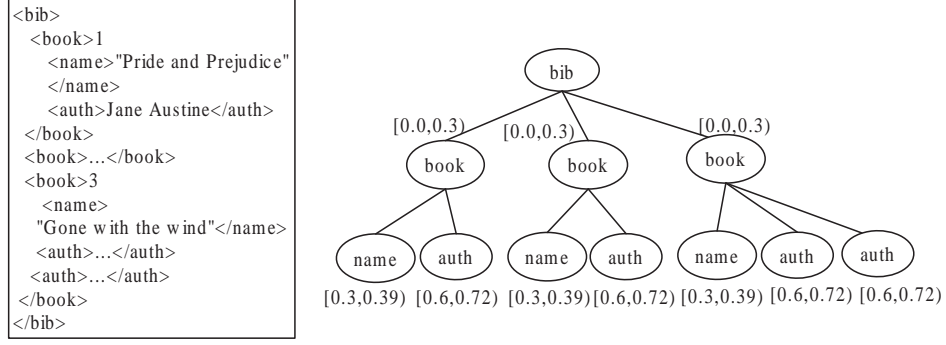 <bib>
<book>1
<name>"Pride and Prejudice"
</name>
<auth>Jane Austine</auth>
</book>
<book>...</book>
<book>3
<name>
"Gone with the wind"</name>
<auth>...</auth>
<auth>...</auth>
</book>
</bib>
bib
[0.0,0.3) [0.0,0.3) [0.0,0.3)
book book book
name auth name auth name auth auth
[0.3,0.39) [0.6,0.72) [0.3,0.39) [0.6,0.72) [0.3,0.39) [0.6,0.72) [0.6,0.72)